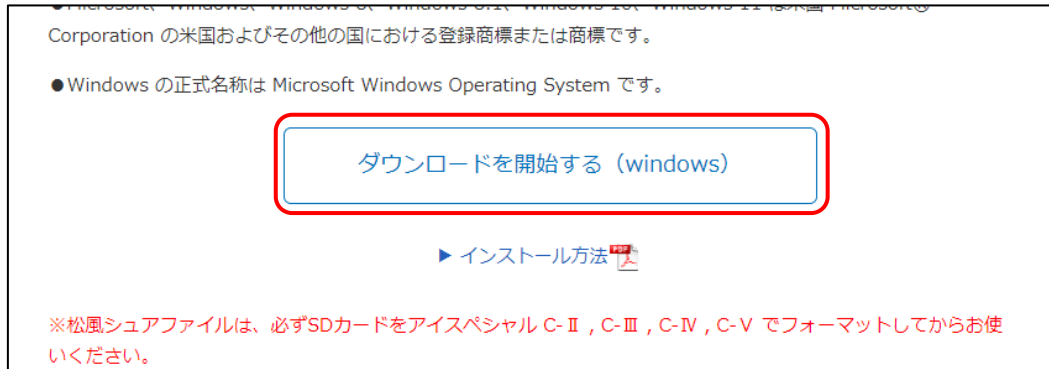 Corporation の米国およびその他の国における登録商標または商標です。
●Windows の正式名称は Microsoft Windows Operating System です。
ダウンロードを開始する（windows）
▶ インストール方法
PDF
※松風シュアファイルは、必ずSDカードをアイスペシャル C-Ⅱ , C-Ⅲ , C-Ⅳ , C-Ⅴ でフォーマットしてからお使
いください。